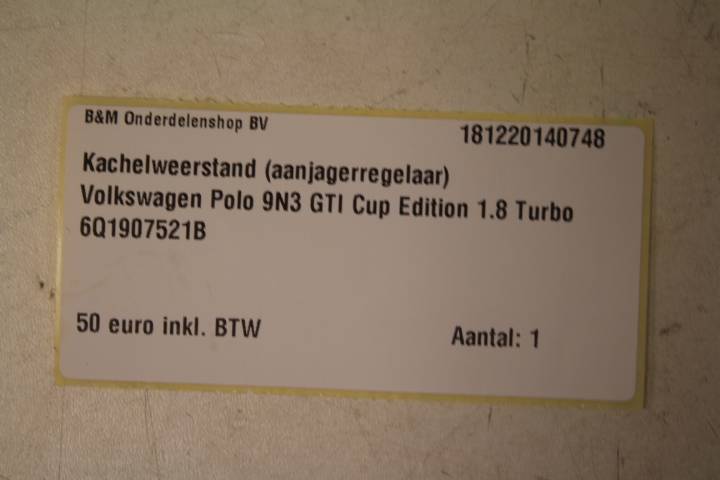 B&M Onderdelenshop BV
181220140748
Kachelweerstand (aanjagerregelaar)
Volkswagen Polo 9N3 GTI Cup Edition 1.8 Turbo
6Q1907521B
50 euro inkl. BTW
Aantal: 1